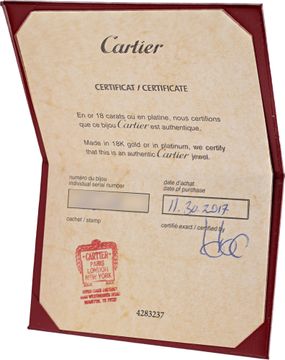 Cartier
CERTIFICAT / CERTIFICATE
En or 18 carats ou en platine, nous certifions
que ce bijou Cartier est authentique.
Made in 18K gold or in platinum, we certify
that this is an authentic Cartier jewel.
numéro du bijou
individual serial number
date d'achat
date of purchase
11.30.2017
cachet / stamp
certifié exact / certified by
CARTIER
PARIS
LONDON
NEW YORK
4283237